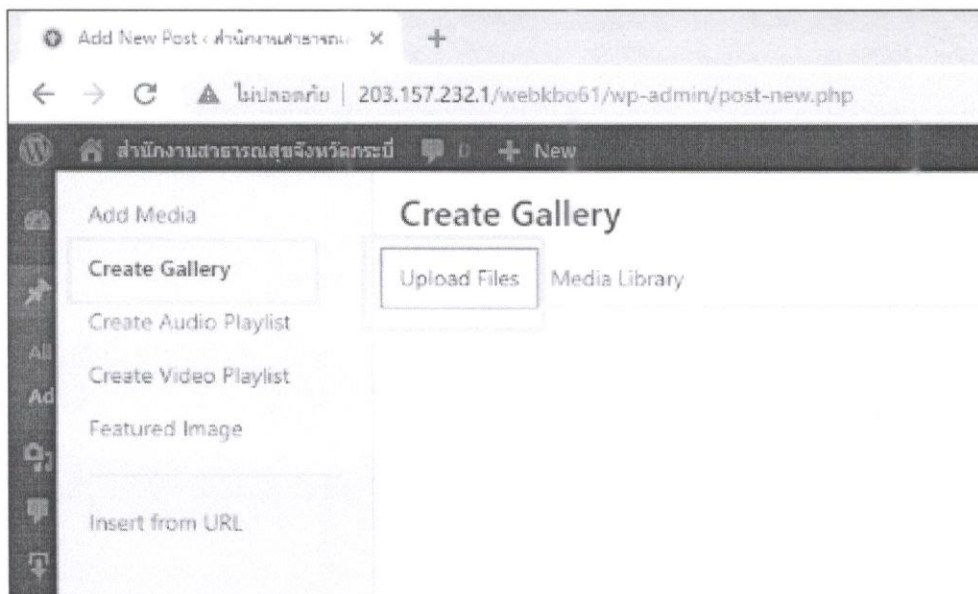 Add New Post ‹ สำนักงานสาธารณ
ไม่ปลอดภัย | 203.157.232.1/webkbo61/wp-admin/post-new.php
สำนักงานสาธารณสุขจังหวัดกระบี่ 0 + New
Add Media
Create Gallery
Create Audio Playlist
Create Video Playlist
Featured Image
Insert from URL
Create Gallery
Upload Files Media Library
All
Ad